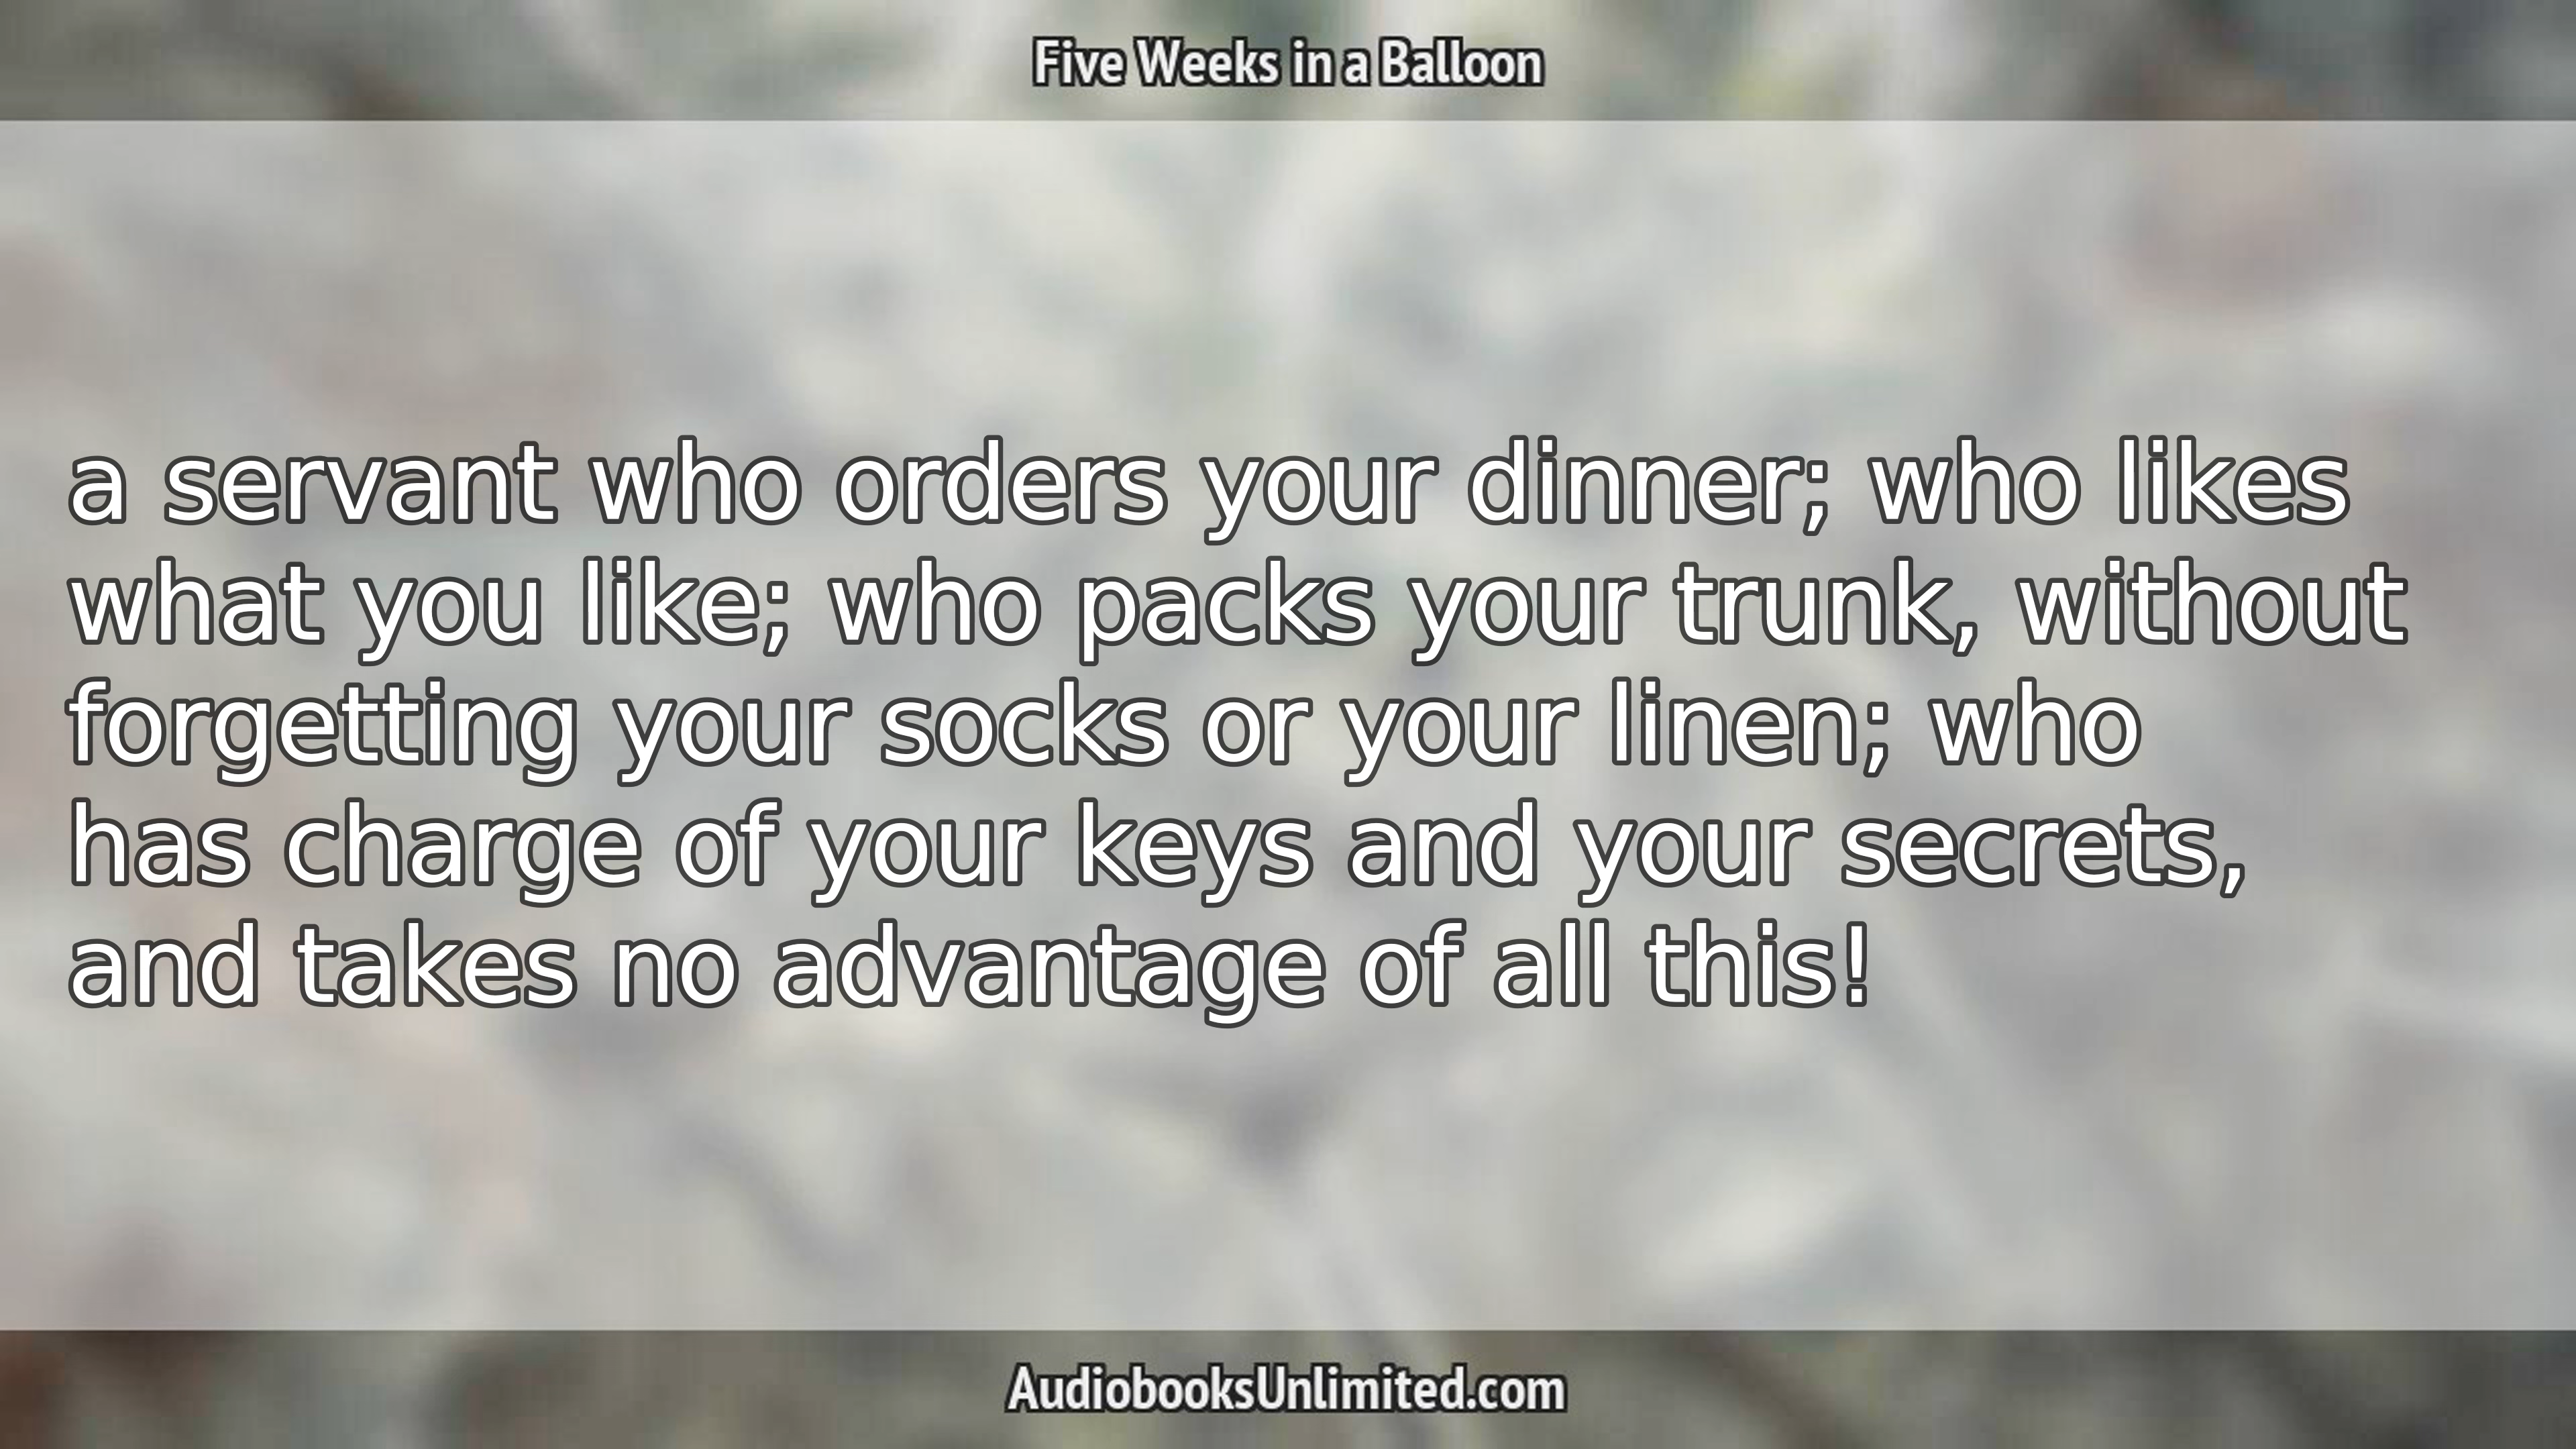 Five Weeks in a Balloon
a servant who orders your dinner; who likes
what you like; who packs your trunk, without
forgetting your socks or your linen; who
has charge of your keys and your secrets,
and takes no advantage of all this!
AudiobooksUnlimited.com